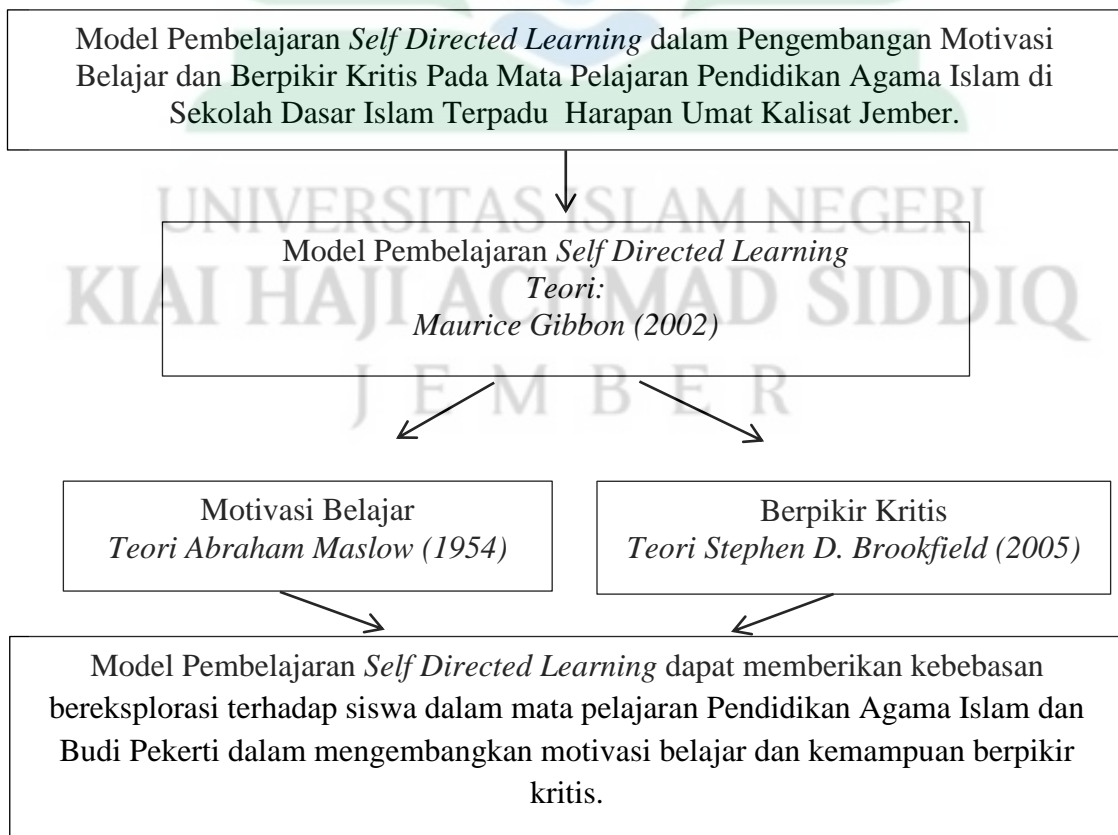 Model Pembelajaran Self Directed Learning dalam Pengembangan Motivasi
Belajar dan Berpikir Kritis Pada Mata Pelajaran Pendidikan Agama Islam di
Sekolah Dasar Islam Terpadu Harapan Umat Kalisat Jember.
UNIVERSITAS ISLAM NEGERI
Model Pembelajaran Self Directed Learning
Teori:
KIAI HAJI ACHMAD SIDDIQ
Maurice Gibbon (2002)
JEMBER
Motivasi Belajar
Teori Abraham Maslow (1954)
Berpikir Kritis
Teori Stephen D. Brookfield (2005)
Model Pembelajaran Self Directed Learning dapat memberikan kebebasan
bereksplorasi terhadap siswa dalam mata pelajaran Pendidikan Agama Islam dan
Budi Pekerti dalam mengembangkan motivasi belajar dan kemampuan berpikir
kritis.